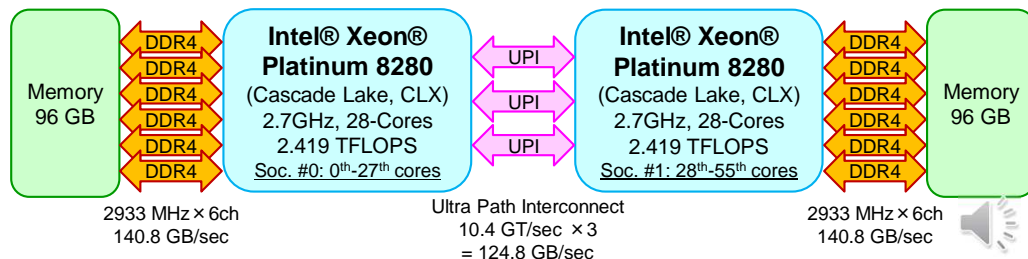 Memory
96 GB
DDR4
DDR4
DDR4
DDR4
DDR4
DDR4
2933 MHz×6ch
140.8 GB/sec
Intel® Xeon®
Platinum 8280
(Cascade Lake, CLX)
2.7GHz, 28-Cores
2.419 TFLOPS
Soc. #0: 0th-27th cores
UPI
UPI
UPI
Ultra Path Interconnect
10.4 GT/sec ×3
= 124.8 GB/sec
Intel® Xeon®
Platinum 8280
(Cascade Lake, CLX)
2.7GHz, 28-Cores
2.419 TFLOPS
Soc. #1: 28th-55th cores
DDR4
DDR4
DDR4
DDR4
DDR4
DDR4
2933 MHz×6ch
140.8 GB/sec
Memory
96 GB